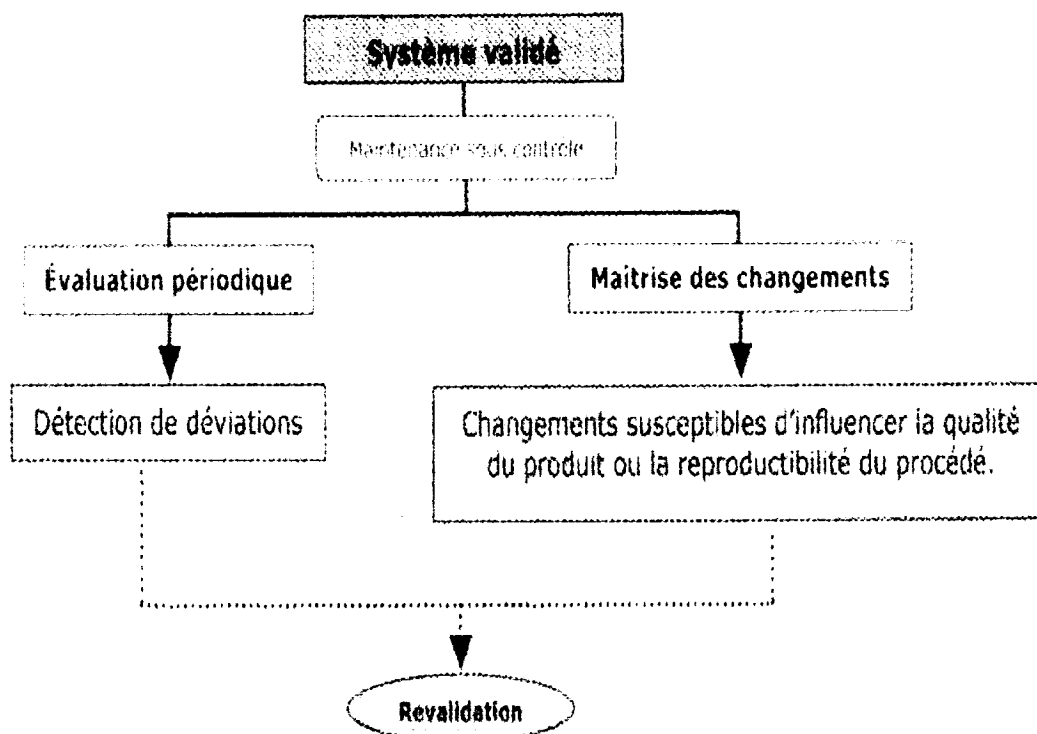 Système validé
Maintenance sous contrôle
Évaluation périodique
Maîtrise des changements
Détection de déviations
Changements susceptibles d'influencer la qualité
du produit ou la reproductibilité du procédé.
Revalidation